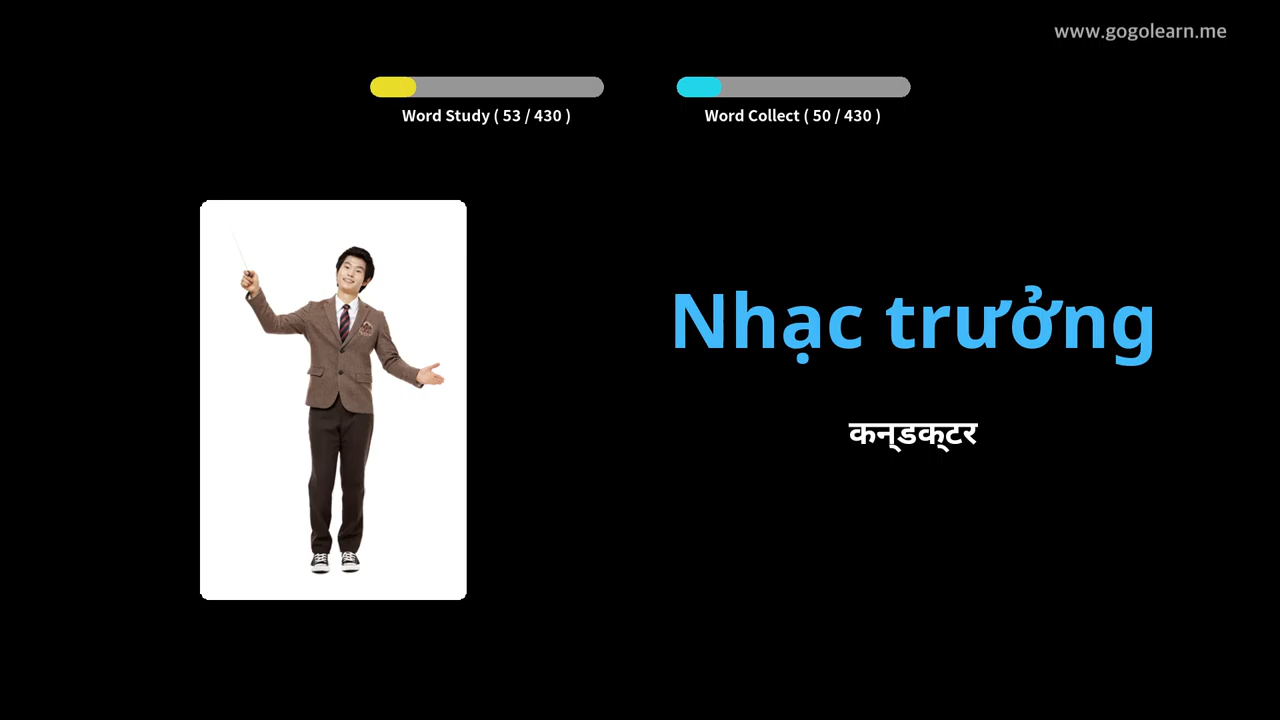 www.gogolearn.me
Word Study ( 53 / 430 )
Word Collect ( 50 / 430 )
Nhạc trưởng
कन्डक्टर